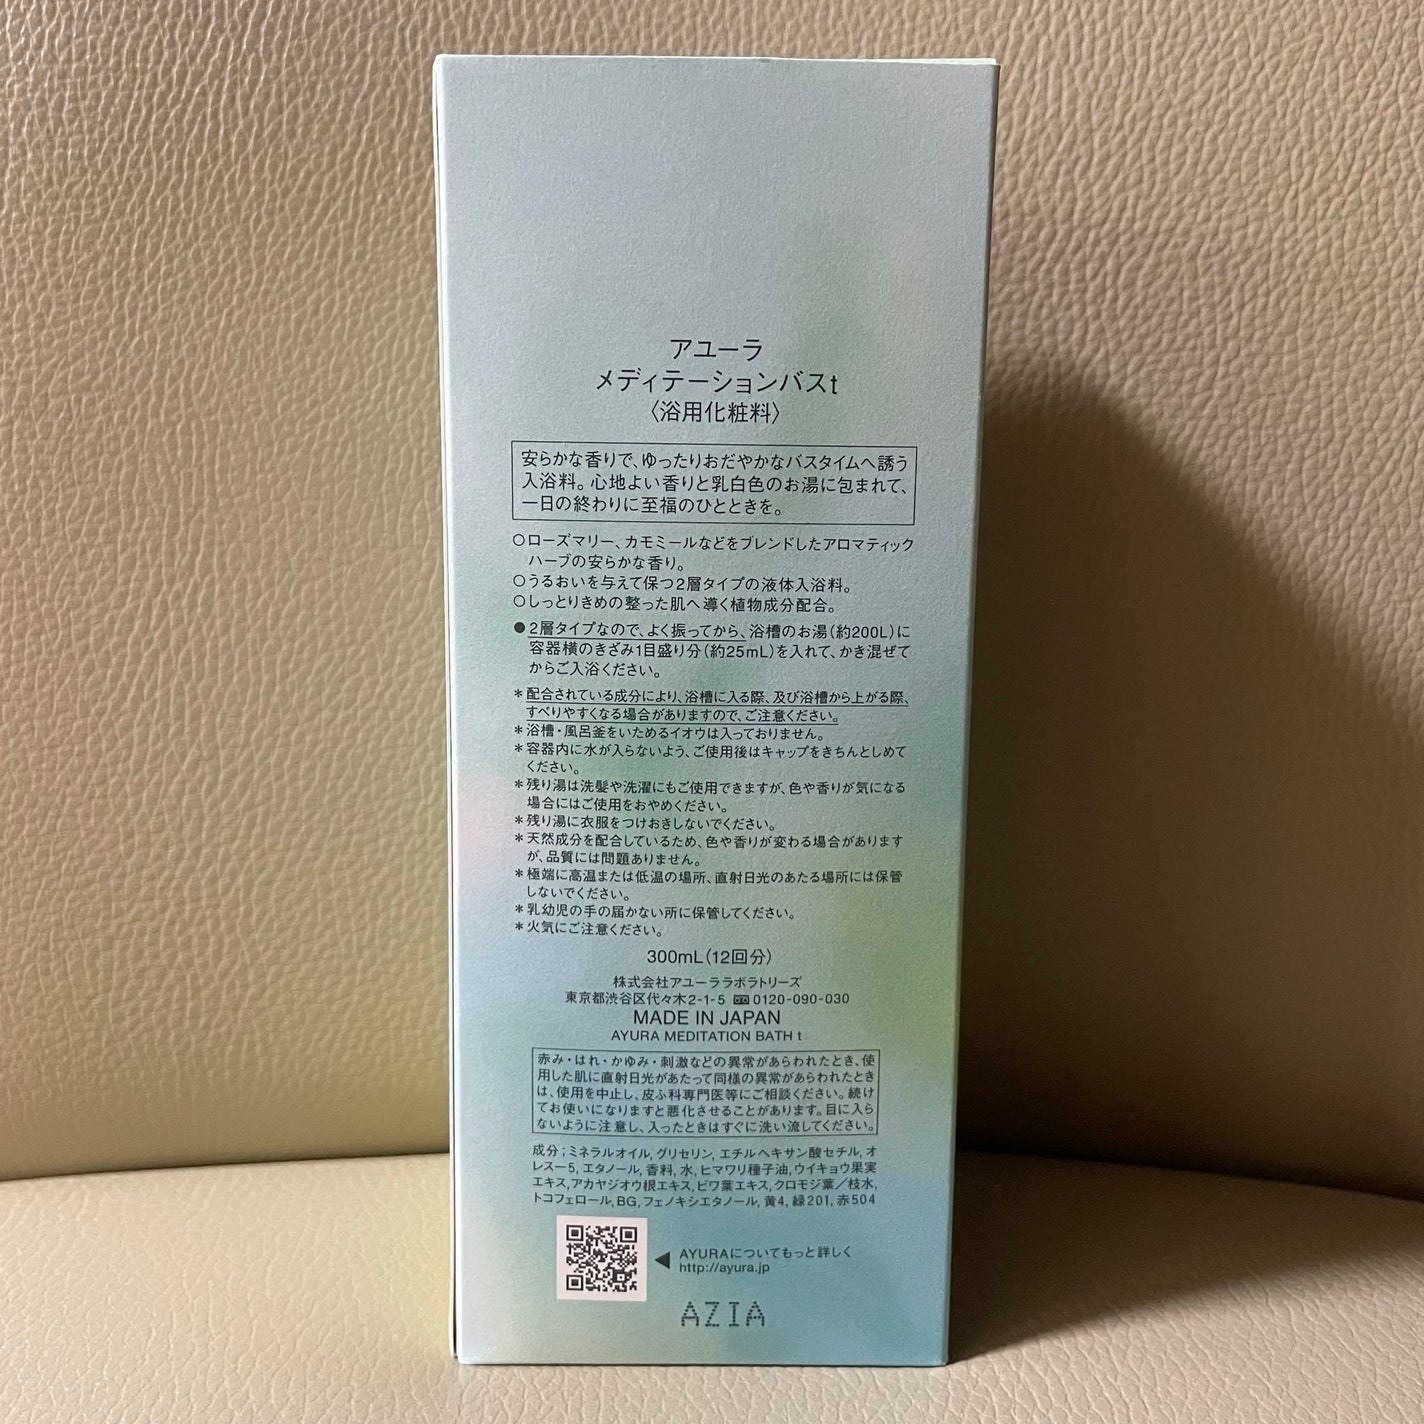 アユーラ
メディテーションバスt
〈浴用化粧料〉
安らかな香りで、ゆったりおだやかなバスタイムへ誘う
入浴料。心地よい香りと乳白色のお湯に包まれて、
一日の終わりに至福のひとときを。
○ローズマリー、カモミールなどをブレンドしたアロマティック
ハーブの安らかな香り。
○うるおいを与えて保つ2層タイプの液体入浴料。
○しっとりきめの整った肌へ導く植物成分配合。
●2層タイプなので、よく振ってから、浴槽のお湯(約200L)に
容器横のきざみ1目盛り分(約25mL)を入れて、かき混ぜて
からご入浴ください。
*配合されている成分により、浴槽に入る際、及び浴槽から上がる際、
すべりやすくなる場合がありますので、ご注意ください。
*浴槽・風呂釜をいためるイオウは入っておりません。
*容器内に水が入らないよう、ご使用後はキャップをきちんとしめて
ください。
*残り湯は洗髪や洗濯にもご使用できますが、色や香りが気になる
場合にはご使用をおやめください。
*残り湯に衣服をつけおきしないでください。
*天然成分を配合しているため、色や香りが変わる場合があります
が、品質には問題ありません。
*極端に高温または低温の場所、直射日光のあたる場所には保管
しないでください。
*乳幼児の手の届かない所に保管してください。
*火気にご注意ください。
300mL(12回分)
株式会社アユーララボラトリーズ
東京都渋谷区代々木2-1-5 0120-090-030
MADE IN JAPAN
AYURA MEDITATION BATH t
赤み・はれ・かゆみ・刺激などの異常があらわれたとき、使
用した肌に直射日光があたって同様の異常があらわれたとき
は、使用を中止し、皮ふ科専門医等にご相談ください。続け
てお使いになりますと悪化させることがあります。目に入ら
ないように注意し、入ったときはすぐに洗い流してください。
成分;ミネラルオイル,グリセリン,エチルヘキサン酸セチル,オ
レス-5,エタノール,香料,水,ヒマワリ種子油,ウイキョウ果実
エキス,アカヤジオウ根エキス,ビワ葉エキス,クロモジ葉/枝水,
トコフェロール,BG,フェノキシエタノール,黄4,緑201,赤504
◀ AYURAについてもっと詳しく
http://ayura.jp
AZIA